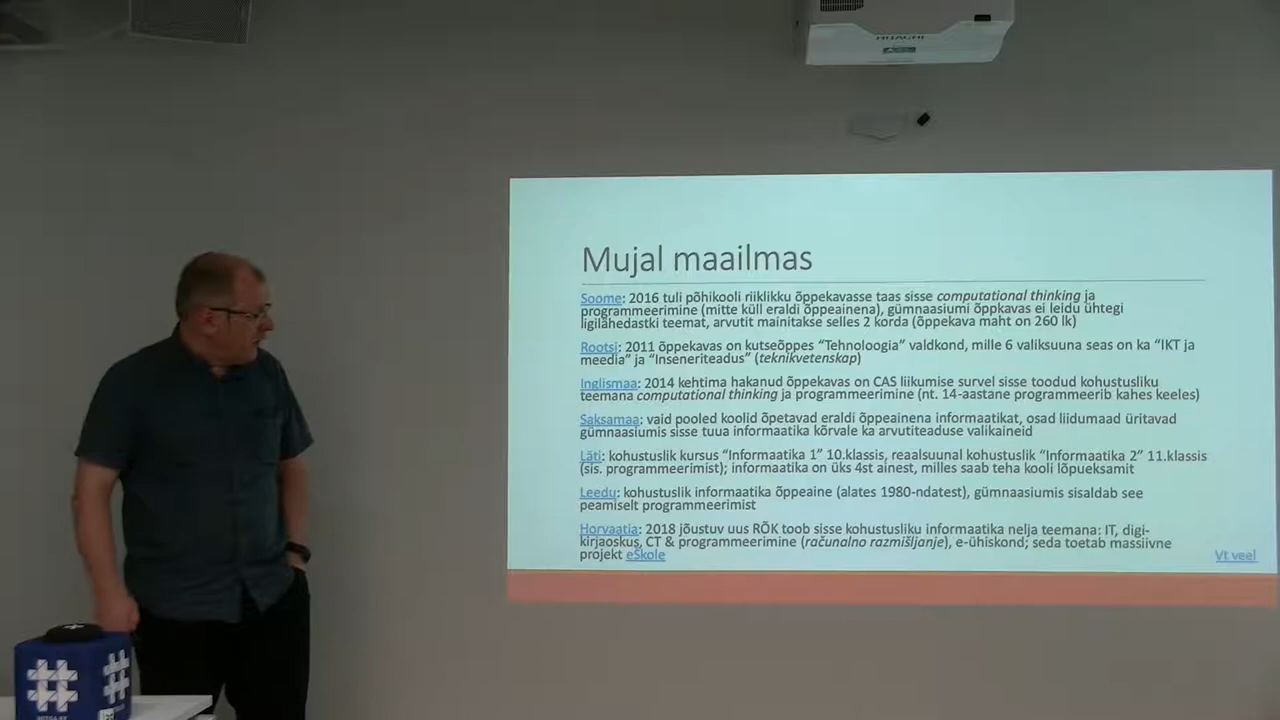 HITACHI
Mujal maailmas
Soome: 2016 tuli põhikooli riiklikku õppekavasse taas sisse computational thinking ja
programmeerimine (mitte küll eraldi õppeainena), gümnaasiumi õppkavas ei leidu ühtegi
ligilähedastki teemat, arvutit mainitakse selles 2 korda (õppekava maht on 260 lk)
Rootsi: 2011 õppekavas on kutseõppes "Tehnoloogia" valdkond, mille 6 valiksuuna seas on ka "IKT ja
meedia" ja "Inseneriteadus" (teknikvetenskap)
Inglismaa: 2014 kehtima hakanud õppekavas on CAS liikumise survel sisse toodud kohustusliku
teemana computational thinking ja programmeerimine (nt. 14-aastane programmeerib kahes keeles)
Saksamaa: vaid pooled koolid õpetavad eraldi õppeainena informaatikat, osad liidumaad üritavad
gümnaasiumis sisse tuua informaatika kõrvale ka arvutiteaduse valikaineid
Läti: kohustuslik kursus "Informaatika 1" 10.klassis, reaalsuunal kohustuslik "Informaatika 2" 11.klassis
(sis. programmeerimist); informaatika on üks 4st ainest, milles saab teha kooli lõpueksamit
Leedu: kohustuslik informaatika õppeaine (alates 1980-ndatest), gümnaasiumis sisaldab see
peamiselt programmeerimist
Horvaatia: 2018 jõustuv uus RÕK toob sisse kohustusliku informaatika nelja teemana: IT, digi-
kirjaoskus, CT & programmeerimine (računalno razmišljanje), e-ühiskond; seda toetab massiivne
projekt eŠkole
Vt veel